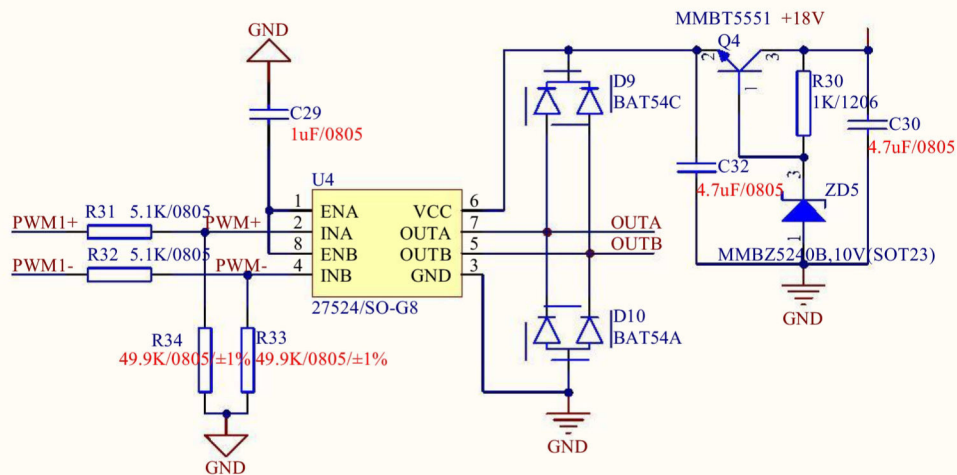 MMBT5551 +18V
GND
Q4
2
3
1
D9
BAT54C
R30
1K/1206
C29
1uF/0805
C30
4.7uF/0805
C32
4.7uF/0805
3
ZD5
1
MMBZ5240B,10V(SOT23)
GND
U4
R31 5.1K/0805
PWM1+
PWM+
R32 5.1K/0805
PWM1-
PWM-
1 ENA VCC 6
2 INA OUTA 7
8 ENB OUTB 5
4 INB GND 3
OUTA
OUTB
27524/SO-G8
D10
BAT54A
R34
49.9K/0805/±1%
R33
49.9K/0805/±1%
GND
GND